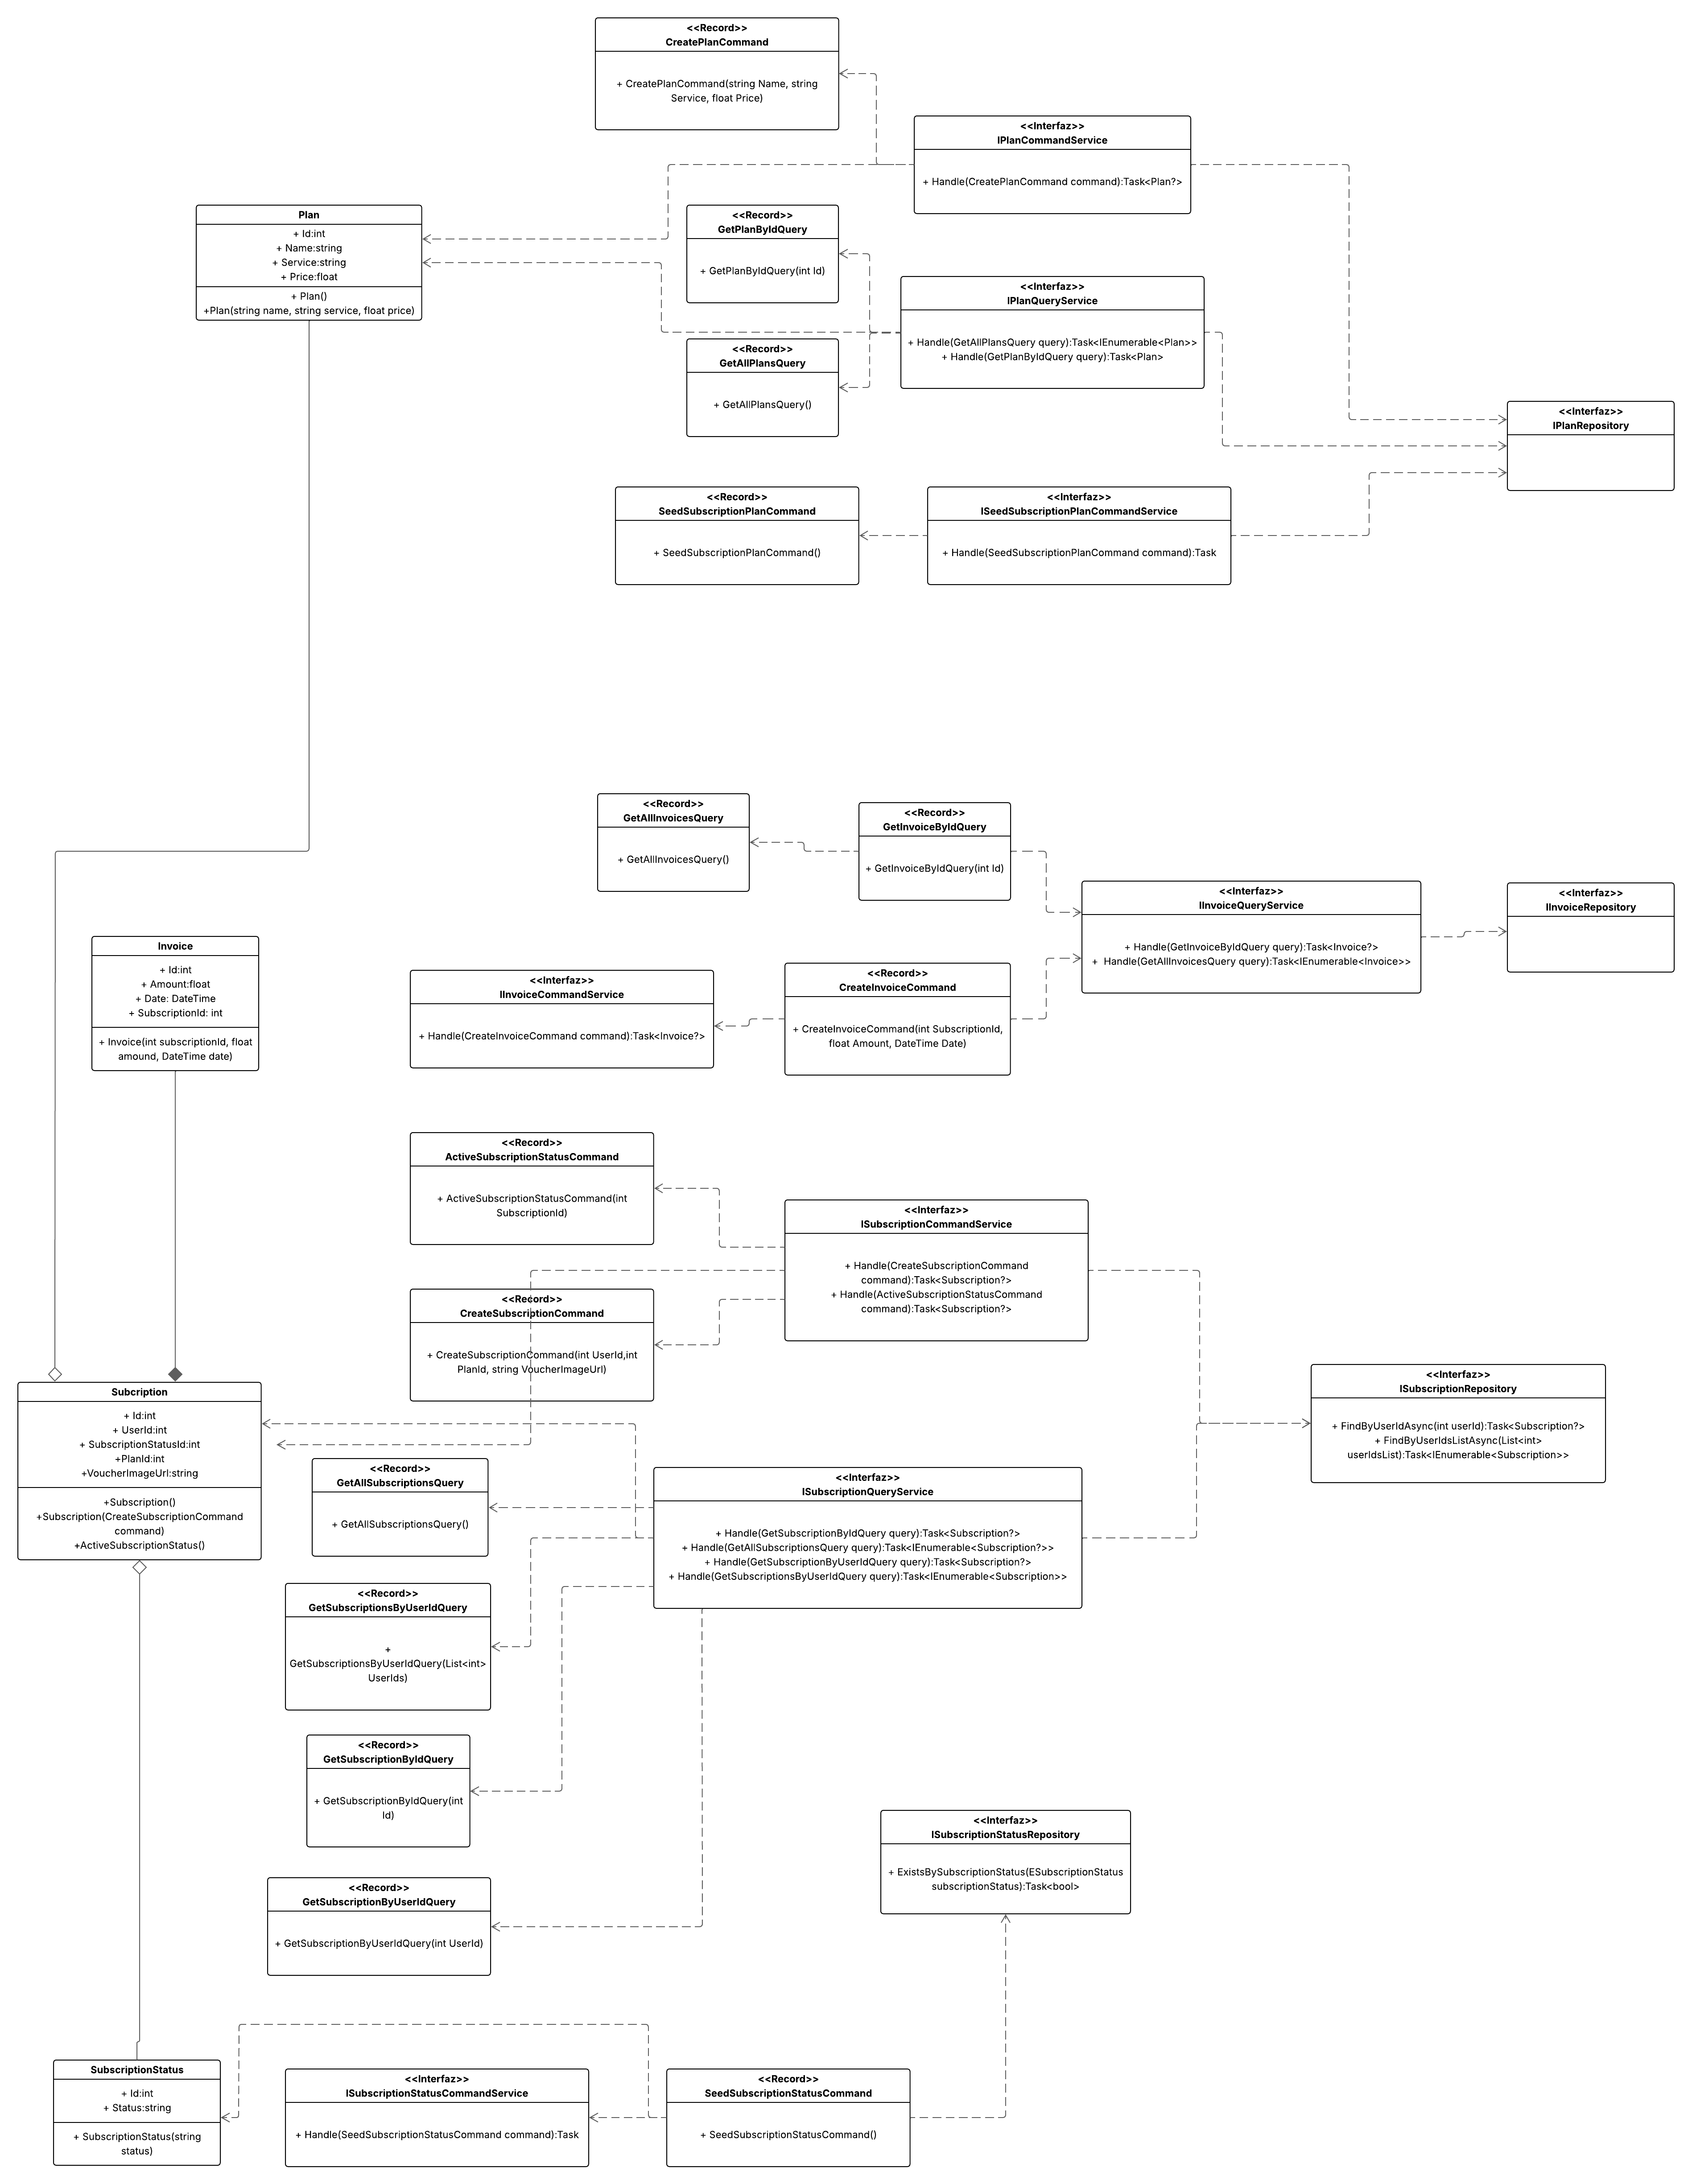 <<Record>>
CreatePlanCommand
+ CreatePlanCommand(string Name, string
Service, float Price)
<<Interfaz>>
IPlanCommandService
+ Handle(CreatePlanCommand command):Task<Plan?>
Plan
+ Id:int
+ Name:string
+ Service:string
+ Price:float
+ Plan()
+Plan(string name, string service, float price)
<<Record>>
GetPlanByIdQuery
+ GetPlanByIdQuery(int Id)
<<Interfaz>>
IPlanQueryService
+ Handle(GetAllPlansQuery query):Task<IEnumerable<Plan>>
+ Handle(GetPlanByIdQuery query):Task<Plan>
<<Record>>
GetAllPlansQuery
+ GetAllPlansQuery()
<<Interfaz>>
IPlanRepository
<<Record>>
SeedSubscriptionPlanCommand
+ SeedSubscriptionPlanCommand()
<<Interfaz>>
ISeedSubscriptionPlanCommandService
+ Handle(SeedSubscriptionPlanCommand command):Task
<<Record>>
GetAllInvoicesQuery
+ GetAllInvoicesQuery()
<<Record>>
GetInvoiceByIdQuery
+ GetInvoiceByIdQuery(int Id)
<<Interfaz>>
IInvoiceQueryService
+ Handle(GetInvoiceByIdQuery query):Task<Invoice?>
+ Handle(GetAllInvoicesQuery query):Task<IEnumerable<Invoice>>
<<Interfaz>>
IInvoiceRepository
Invoice
+ Id:int
+ Amount:float
+ Date: DateTime
+ SubscriptionId: int
+ Invoice(int subscriptionId, float
amound, DateTime date)
<<Interfaz>>
IInvoiceCommandService
+ Handle(CreateInvoiceCommand command):Task<Invoice?>
<<Record>>
CreateInvoiceCommand
+ CreateInvoiceCommand(int SubscriptionId,
float Amount, DateTime Date)
<<Record>>
ActiveSubscriptionStatusCommand
+ ActiveSubscriptionStatusCommand(int
SubscriptionId)
<<Interfaz>>
ISubscriptionCommandService
+ Handle(CreateSubscriptionCommand
command):Task<Subscription?>
+ Handle(ActiveSubscriptionStatusCommand
command):Task<Subscription?>
<<Record>>
CreateSubscriptionCommand
+ CreateSubscriptionCommand(int UserId,int
PlanId, string VoucherImageUrl)
<<Interfaz>>
ISubscriptionRepository
+ FindByUserIdAsync(int userId):Task<Subscription?>
+ FindByUserIdsListAsync(List<int>
userIdsList):Task<IEnumerable<Subscription>>
Subcription
+ Id:int
+ UserId:int
+ SubscriptionStatusId:int
+PlanId:int
+VoucherImageUrl:string
+Subscription()
+Subscription(CreateSubscriptionCommand
command)
+ActiveSubscriptionStatus()
<<Record>>
GetAllSubscriptionsQuery
+ GetAllSubscriptionsQuery()
<<Interfaz>>
ISubscriptionQueryService
+ Handle(GetSubscriptionByIdQuery query):Task<Subscription?>
+ Handle(GetAllSubscriptionsQuery query):Task<IEnumerable<Subscription?>>
+ Handle(GetSubscriptionByUserIdQuery query):Task<Subscription?>
+ Handle(GetSubscriptionsByUserIdQuery query):Task<IEnumerable<Subscription>>
<<Record>>
GetSubscriptionsByUserIdQuery
+
GetSubscriptionsByUserIdQuery(List<int>
UserIds)
<<Record>>
GetSubscriptionByIdQuery
+ GetSubscriptionByIdQuery(int
Id)
<<Interfaz>>
ISubscriptionStatusRepository
+ ExistsBySubscriptionStatus(ESubscriptionStatus
subscriptionStatus):Task<bool>
<<Record>>
GetSubscriptionByUserIdQuery
+ GetSubscriptionByUserIdQuery(int UserId)
SubscriptionStatus
+ Id:int
+ Status:string
+ SubscriptionStatus(string
status)
<<Interfaz>>
ISubscriptionStatusCommandService
+ Handle(SeedSubscriptionStatusCommand command):Task
<<Record>>
SeedSubscriptionStatusCommand
+ SeedSubscriptionStatusCommand()